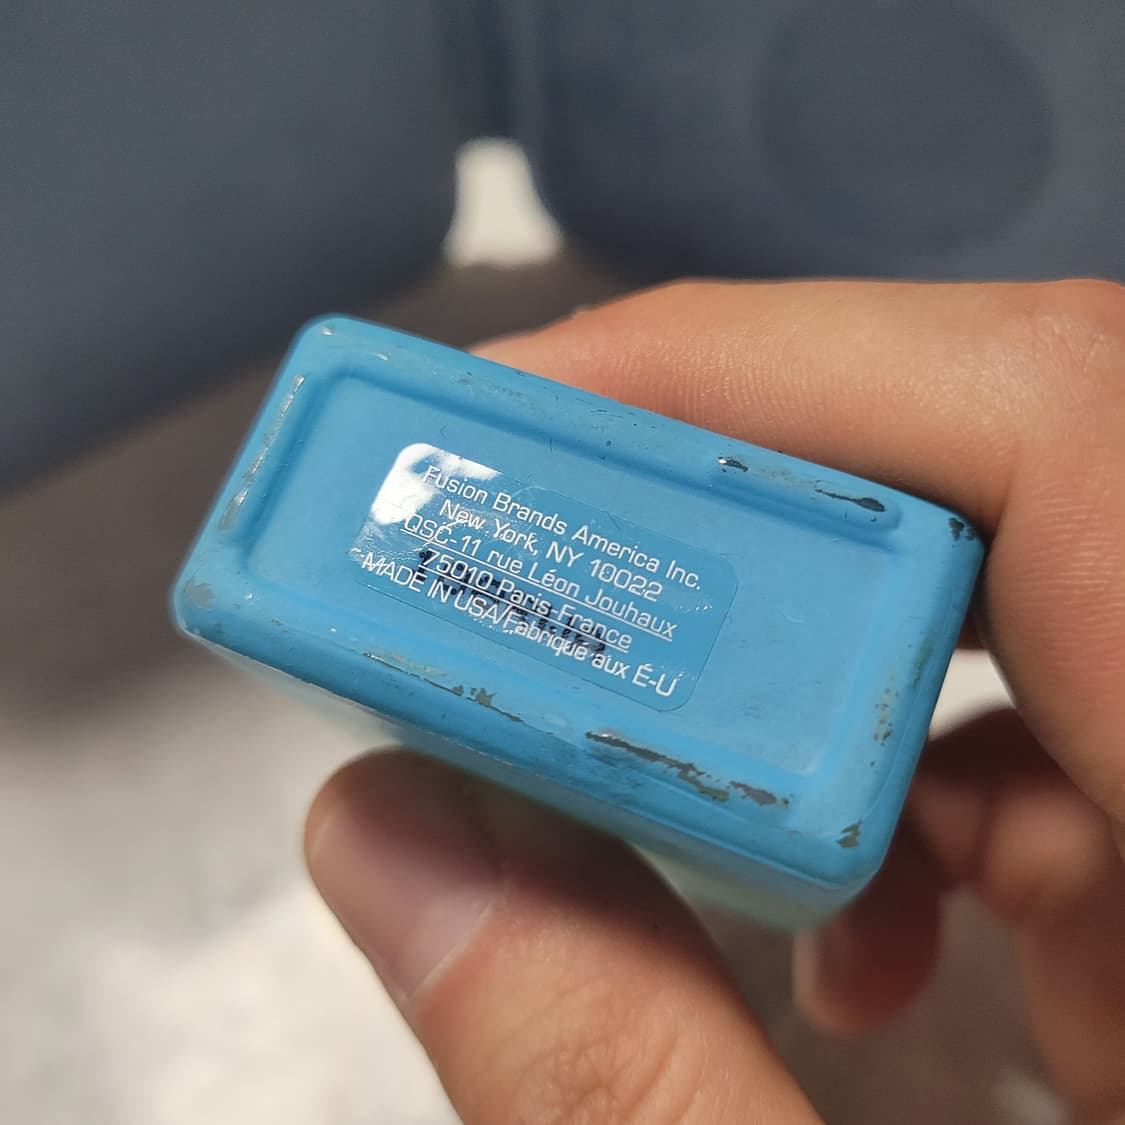 Fusion Brands America Inc.
New York, NY 10022
QSC-11 rue Léon Jouhaux
75010-Paris-France
MADE IN USA/Fabriqué aux É-U